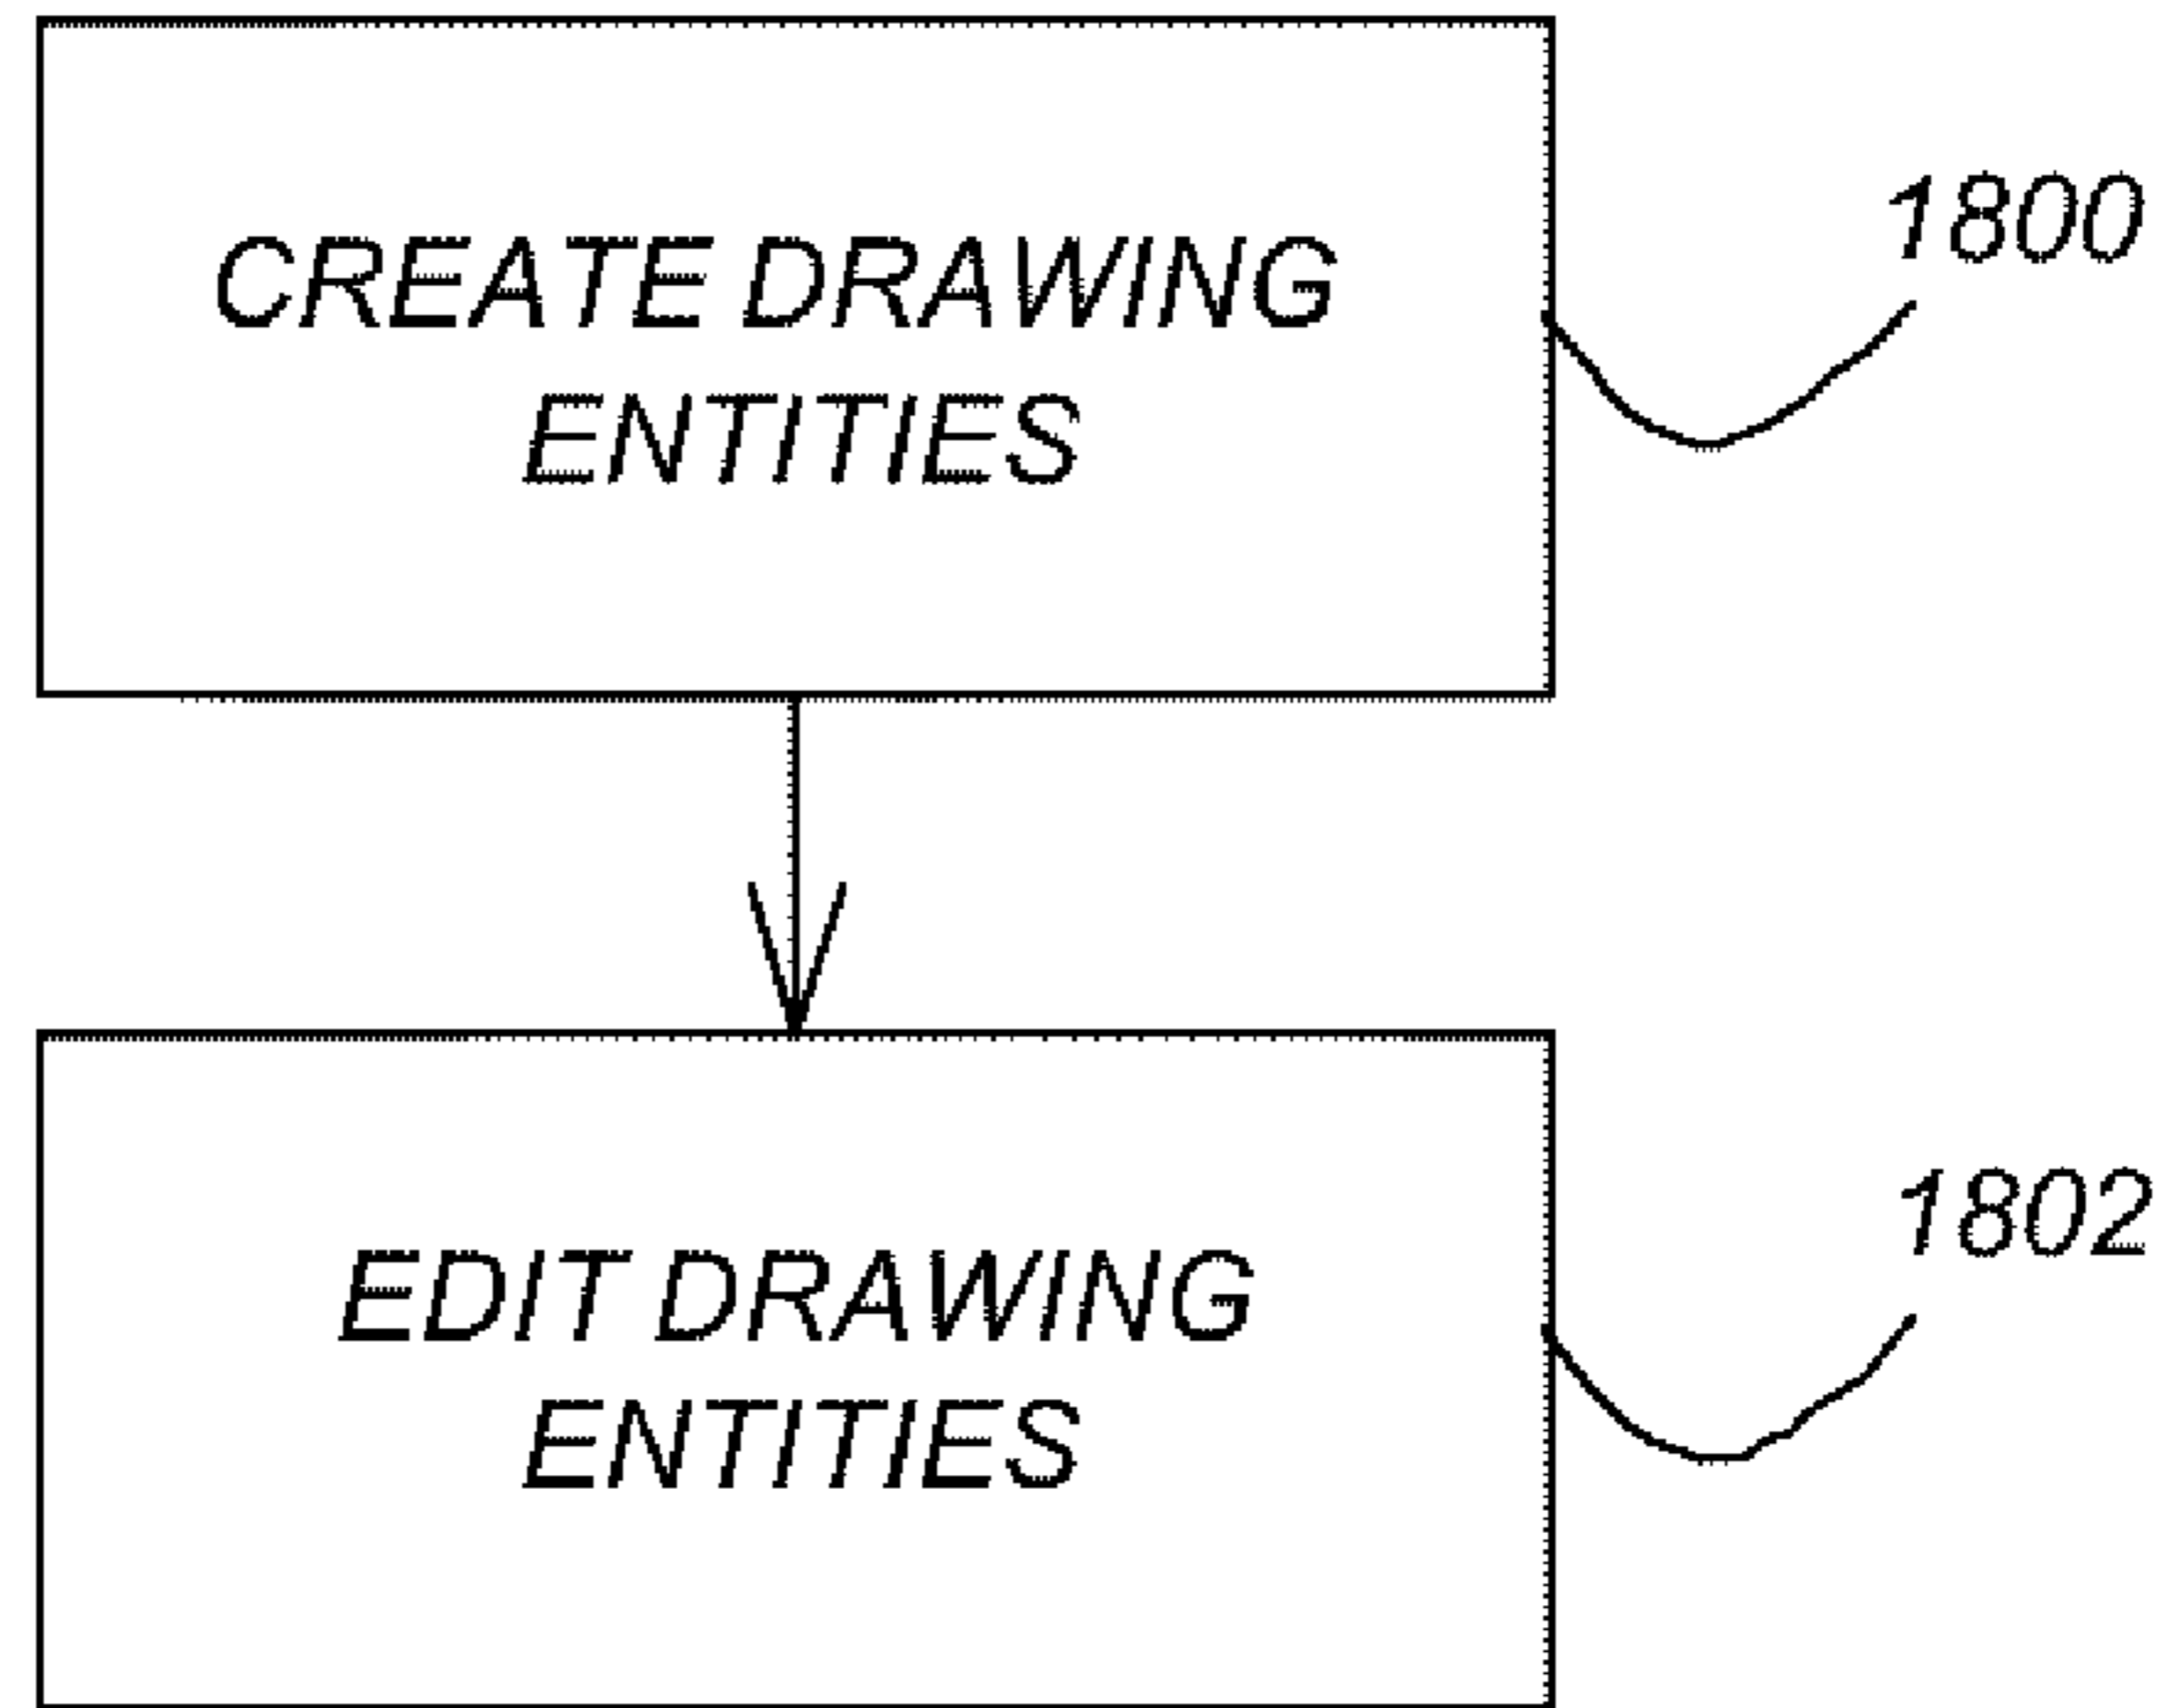 CREATE DRAWING
ENTITIES
1800
EDIT DRAWING
ENTITIES
1802